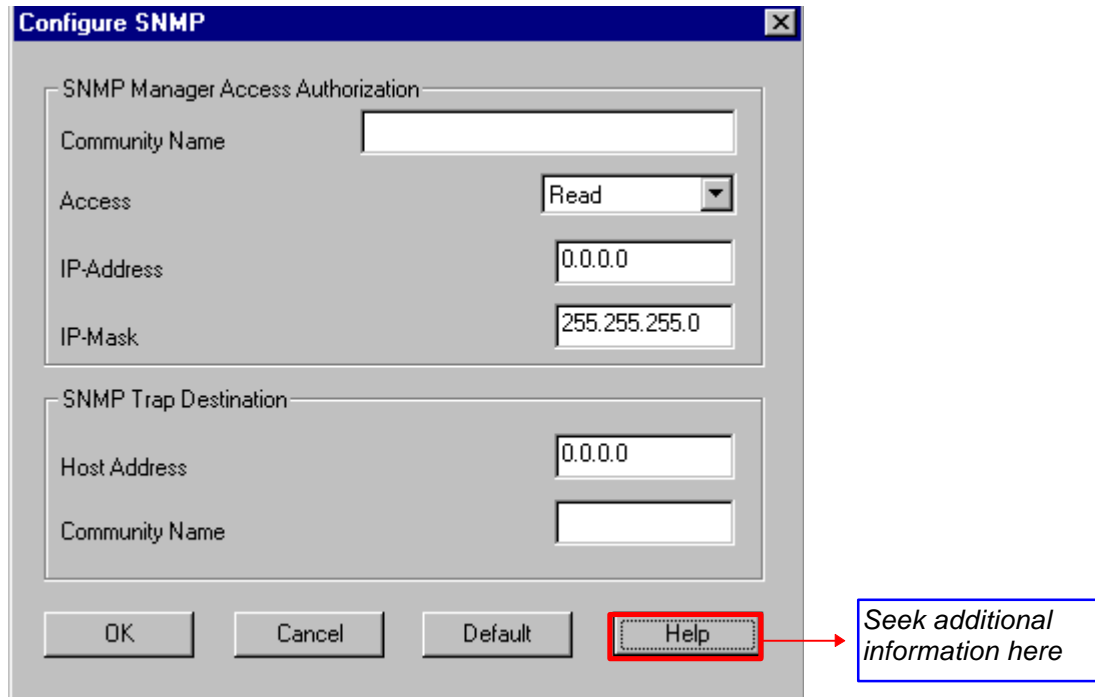 Configure SNMP
SNMP Manager Access Authorization
Community Name
Access
Read
IP-Address
0.0.0.0
IP-Mask
255.255.255.0
SNMP Trap Destination
Host Address
0.0.0.0
Community Name
OK
Cancel
Default
Help
Seek additional
information here